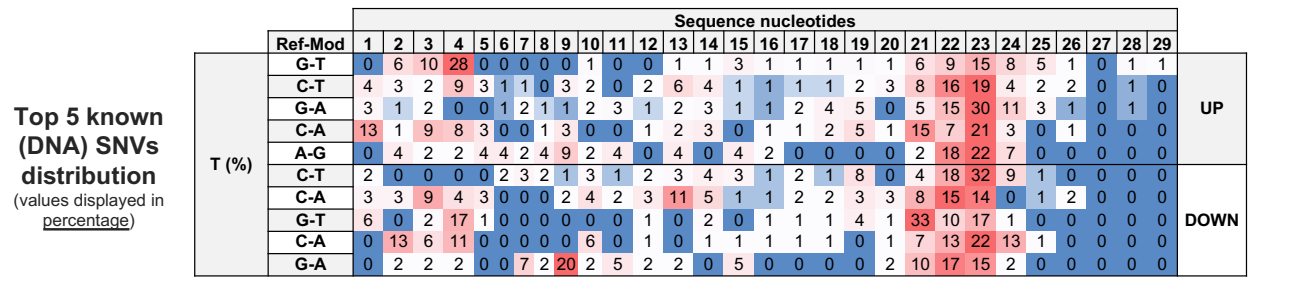 Sequence nucleotides
Ref-Mod 1 2 3 4 5 6 7 8 9 10 11 12 13 14 15 16 17 18 19 20 21 22 23 24 25 26 27 28 29
Top 5 known
(DNA) SNVs
distribution
(values displayed in
percentage)
T (%)
G-T 0 6 10 28 0 0 0 0 0 1 0 0 1 1 3 1 1 1 1 1 6 9 15 8 5 1 0 1 1
C-T 4 3 2 9 3 1 1 0 3 2 0 2 6 4 1 1 1 1 2 3 8 16 19 4 2 2 0 1 0
G-A 3 1 2 0 0 1 2 1 1 2 3 1 2 3 1 1 2 4 5 0 5 15 30 11 3 1 0 1 0
C-A 13 1 9 8 3 0 0 1 3 0 0 1 2 3 0 1 1 2 5 1 15 7 21 3 0 1 0 0 0
A-G 0 4 2 2 4 4 2 4 9 2 4 0 4 0 4 2 0 0 0 0 2 18 22 7 0 0 0 0 0
UP
C-T 2 0 0 0 0 2 3 2 1 3 1 2 3 4 3 1 2 1 8 0 4 18 32 9 1 0 0 0 0
C-A 3 3 9 4 3 0 0 0 2 4 2 3 11 5 1 1 2 2 3 3 8 15 14 0 1 2 0 0 0
G-T 6 0 2 17 1 0 0 0 0 0 0 1 0 2 0 1 1 1 4 1 33 10 17 1 0 0 0 0 0
C-A 0 13 6 11 0 0 0 0 0 6 0 1 0 1 1 1 1 1 0 1 7 13 22 13 1 0 0 0 0
G-A 0 2 2 2 0 0 7 2 20 2 5 2 2 0 5 0 0 0 0 2 10 17 15 2 0 0 0 0 0
DOWN